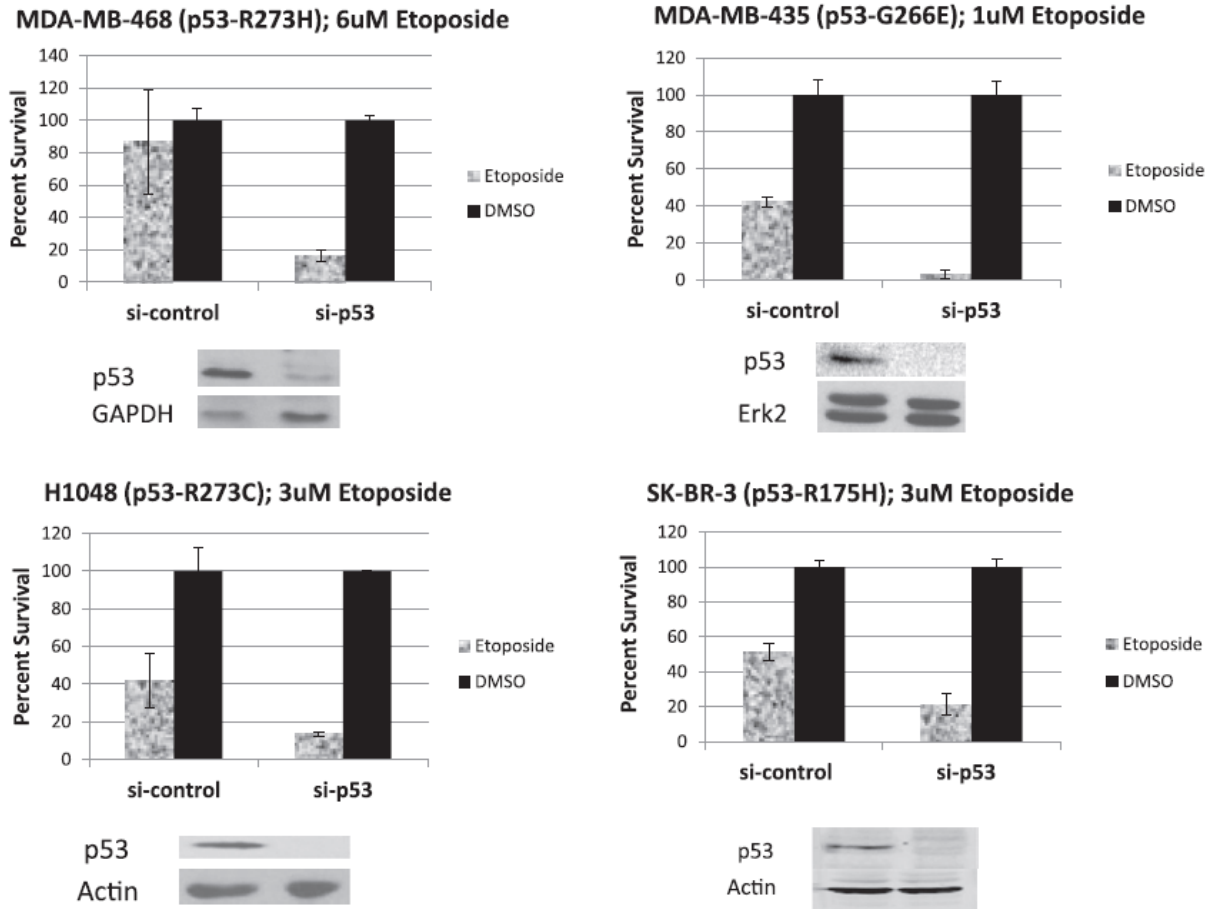 MDA-MB-468 (p53-R273H); 6uM Etoposide
Percent Survival
140
120
100
80
60
40
20
0
si-control
si-p53
Etoposide
DMSO
p53
GAPDH
MDA-MB-435 (p53-G266E); 1uM Etoposide
Percent Survival
120
100
80
60
40
20
0
si-control
si-p53
Etoposide
DMSO
p53
Erk2
H1048 (p53-R273C); 3uM Etoposide
Percent Survival
120
100
80
60
40
20
0
si-control
si-p53
Etoposide
DMSO
p53
Actin
SK-BR-3 (p53-R175H); 3uM Etoposide
Percent Survival
120
100
80
60
40
20
0
si-control
si-p53
Etoposide
DMSO
p53
Actin